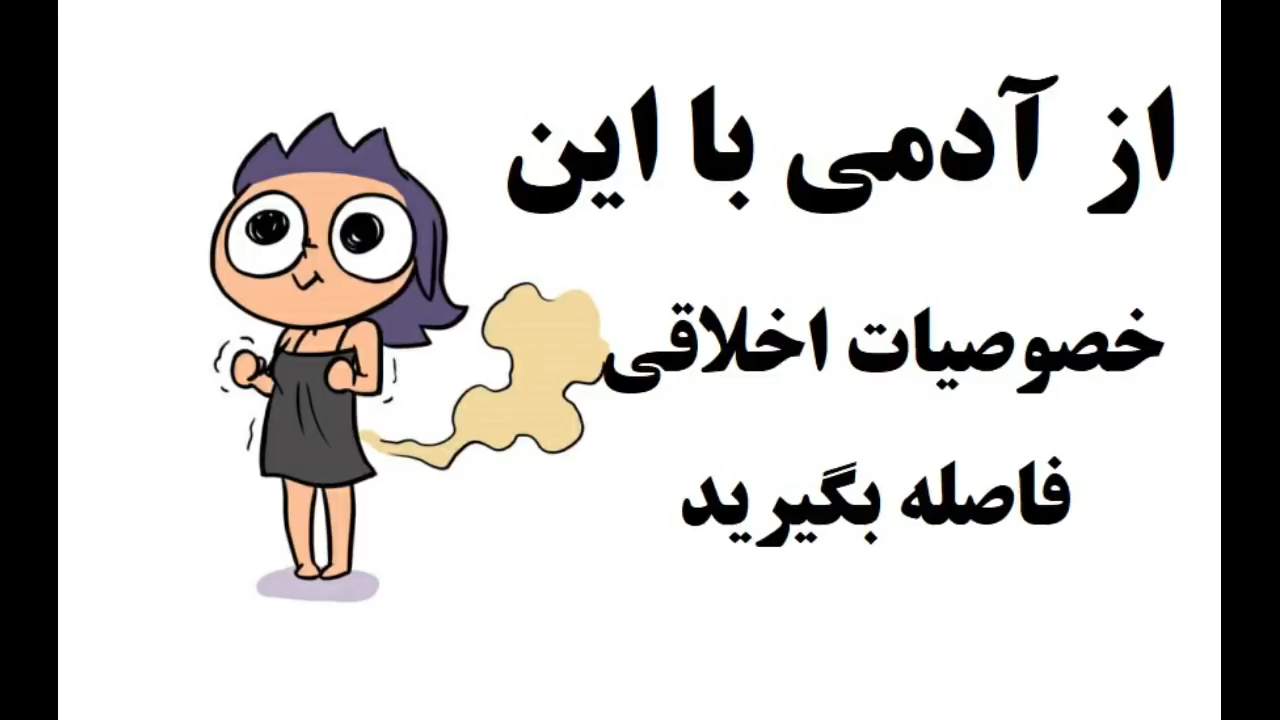 از آدمی با این
خصوصیات اخلاقی
فاصله بگیرید